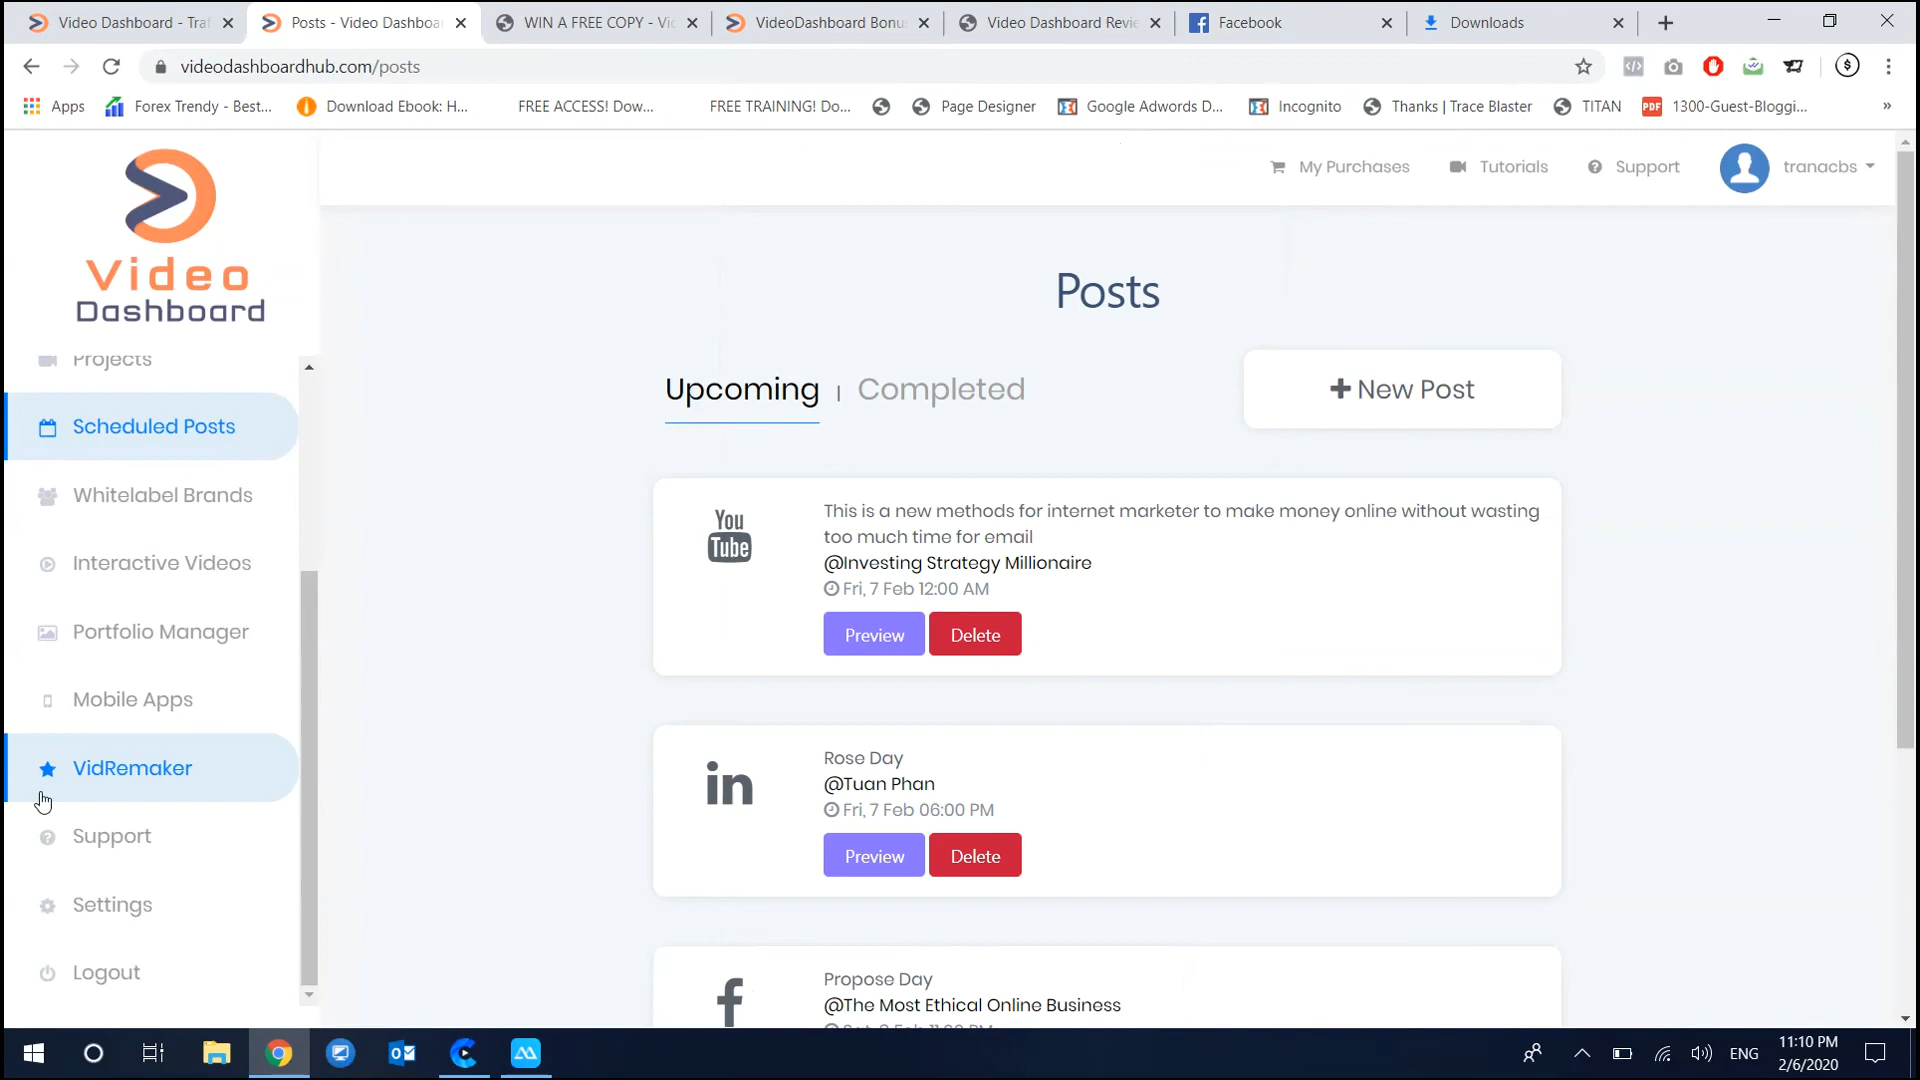 Video Dashboard - Traf
Posts - Video Dashboa
WIN A FREE COPY - Vi
VideoDashboard Bonu
Video Dashboard Revi
Facebook
Downloads
videodashboardhub.com/posts
Apps
Forex Trendy - Best...
Download Ebook: H...
FREE ACCESS! Dow...
FREE TRAINING! Do...
Page Designer
Google Adwords D...
Incognito
Thanks | Trace Blaster
TITAN
PDF
1300-Guest-Bloggi...
»
Video
Dashboard
My Purchases
Tutorials
Support
tranacbs
Projects
Scheduled Posts
Whitelabel Brands
Interactive Videos
Portfolio Manager
Mobile Apps
VidRemaker
Support
Settings
Logout
Posts
Upcoming | Completed
+ New Post
You
Tube
This is a new methods for internet marketer to make money online without wasting
too much time for email
@Investing Strategy Millionaire
Fri, 7 Feb 12:00 AM
Preview Delete
in
Rose Day
@Tuan Phan
Fri, 7 Feb 06:00 PM
Preview Delete
f
Propose Day
@The Most Ethical Online Business
ENG
11:10 PM
2/6/2020